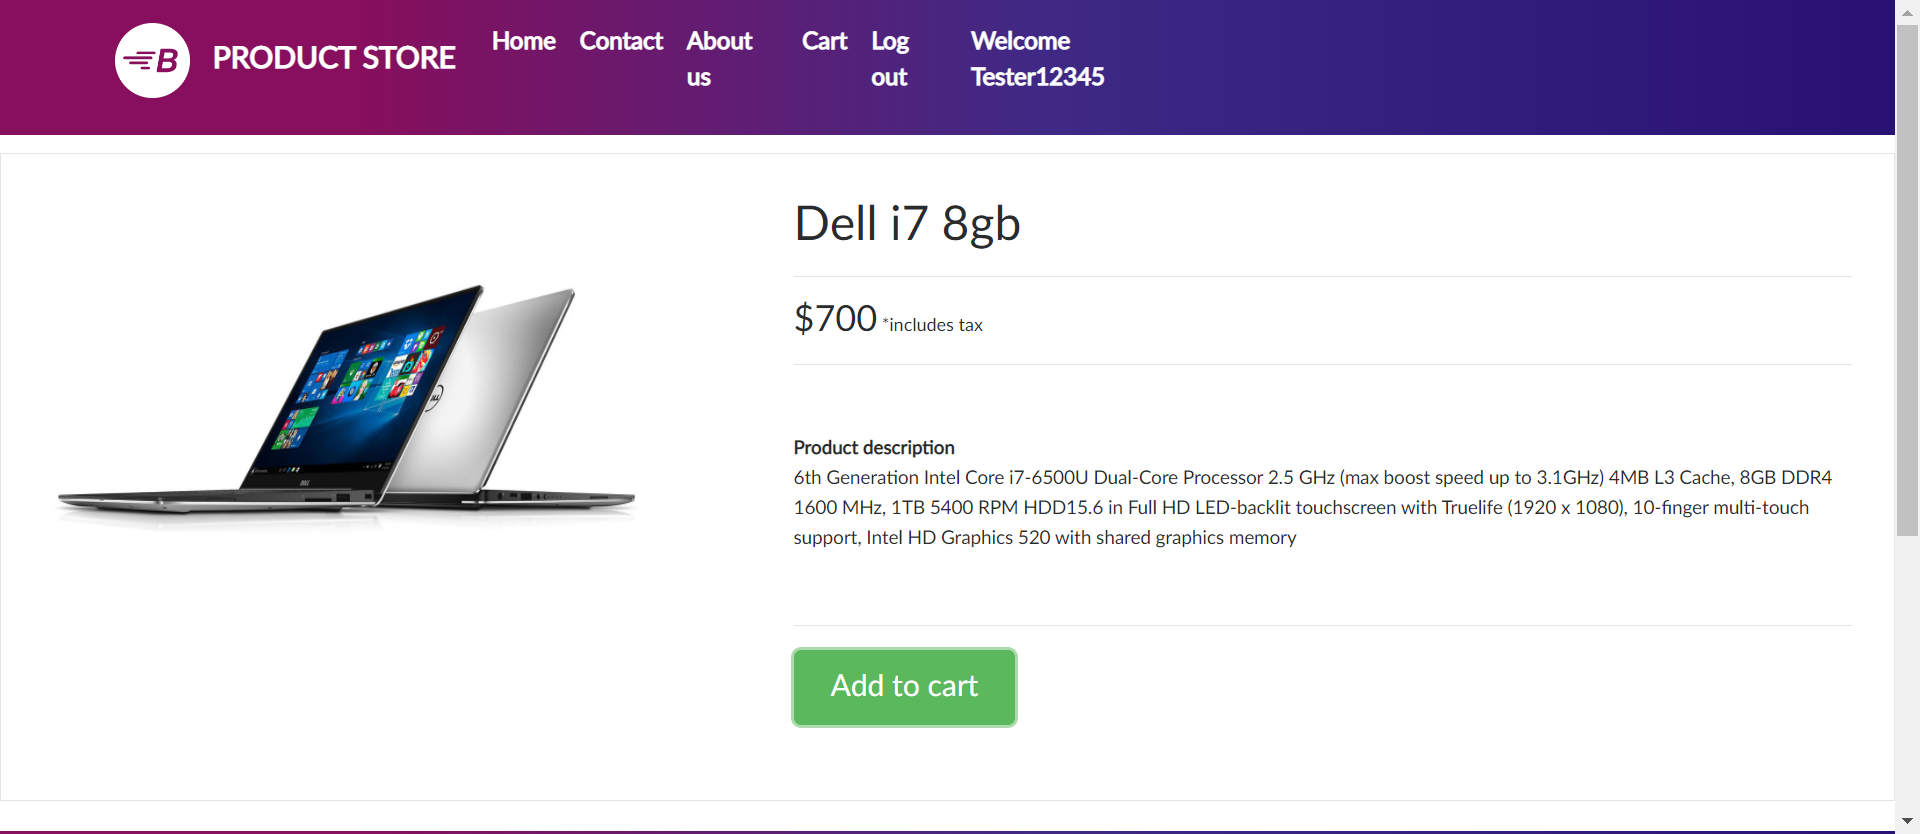 B
PRODUCT STORE
Home
Contact
About
us
Cart
Log
out
Welcome
Tester12345
Dell i7 8gb
$700 *includes tax
Product description
6th Generation Intel Core i7-6500U Dual-Core Processor 2.5 GHz (max boost speed up to 3.1GHz) 4MB L3 Cache, 8GB DDR4
1600 MHz, 1TB 5400 RPM HDD15.6 in Full HD LED-backlit touchscreen with Truelife (1920 x 1080), 10-finger multi-touch
support, Intel HD Graphics 520 with shared graphics memory
Add to cart